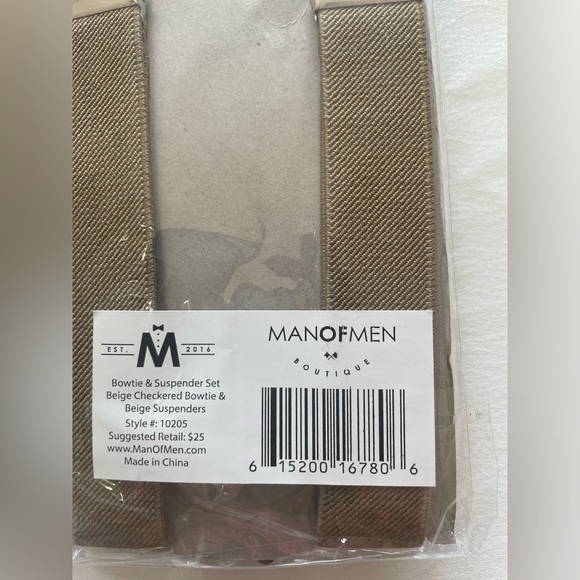 EST. M 2016
Bowtie & Suspender Set
Beige Checkered Bowtie &
Beige Suspenders
Style #: 10205
Suggested Retail: $25
www.ManOfMen.com
Made in China
MANOFMEN
BOUTIQUE
6 15200 16780 6